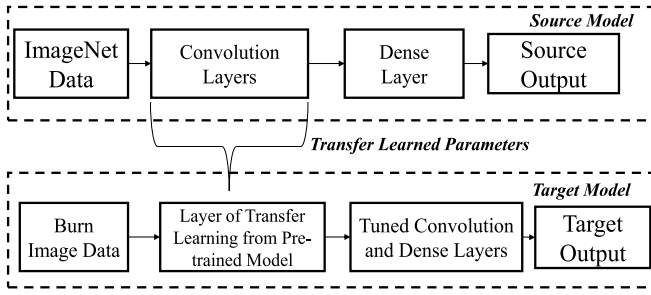 Source Model
ImageNet
Data
Convolution
Layers
Dense
Layer
Source
Output
Transfer Learned Parameters
Target Model
Burn
Image Data
Layer of Transfer
Learning from Pre-
trained Model
Tuned Convolution
and Dense Layers
Target
Output